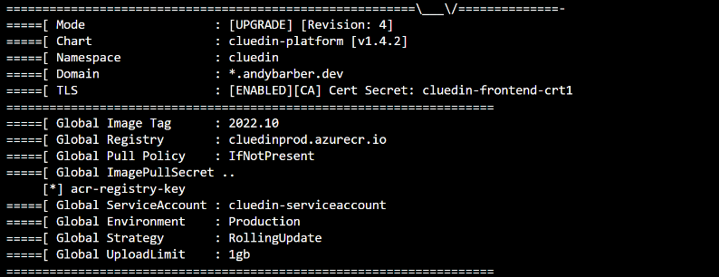 ==========================================================\___\/==============-
=====[ Mode                  : [UPGRADE] [Revision: 4]
=====[ Chart                 : cluedin-platform [v1.4.2]
=====[ Namespace             : cluedin
=====[ Domain                : *.andybarber.dev
=====[ TLS                   : [ENABLED][CA] Cert Secret: cluedin-frontend-crt1
=====================================================================
=====[ Global Image Tag      : 2022.10
=====[ Global Registry       : cluedinprod.azurecr.io
=====[ Global Pull Policy    : IfNotPresent
=====[ Global ImagePullSecret ..
     [*] acr-registry-key
=====[ Global ServiceAccount : cluedin-serviceaccount
=====[ Global Environment    : Production
=====[ Global Strategy       : RollingUpdate
=====[ Global UploadLimit    : 1gb
=====================================================================